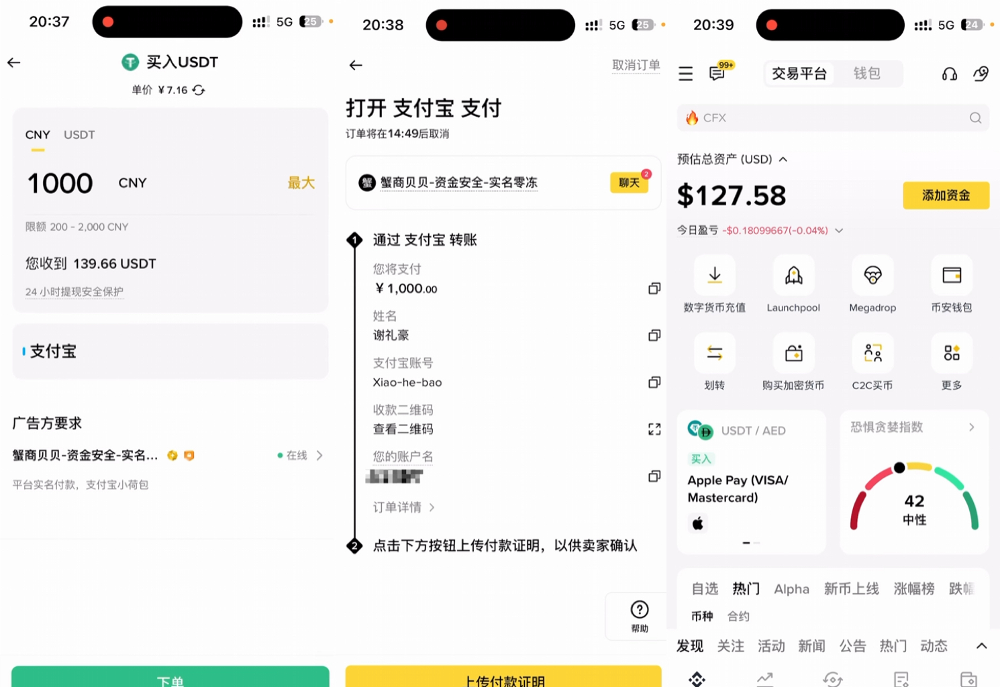 20:37
5G
25
买入USDT
单价 ¥7.16
CNY USDT
1000 CNY 最大
限额 200 - 2,000 CNY
您收到 139.66 USDT
24 小时提现安全保护
支付宝
广告方要求
蟹商贝贝-资金安全-实名...
在线
平台实名付款，支付宝小荷包
下单
20:38
5G
25
取消订单
打开 支付宝 支付
订单将在14:49后取消
蟹
蟹商贝贝-资金安全-实名零冻
聊天
2
1
通过 支付宝 转账
您将支付
¥ 1,000.00
姓名
谢礼豪
支付宝账号
Xiao-he-bao
收款二维码
查看二维码
您的账户名
订单详情
2
点击下方按钮上传付款证明，以供卖家确认
帮助
上传付款证明
20:39
5G
24
99+
交易平台 钱包
CFX
预估总资产 (USD)
$127.58
添加资金
今日盈亏 -$0.18099667(-0.04%)
数字货币充值 Launchpool Megadrop 币安钱包
划转 购买加密货币 C2C买币 更多
USDT / AED
买入
Apple Pay (VISA/
Mastercard)
恐惧贪婪指数
42
中性
自选 热门 Alpha 新币上线 涨幅榜 跌幅
币种 合约
发现 关注 活动 新闻 公告 热门 动态